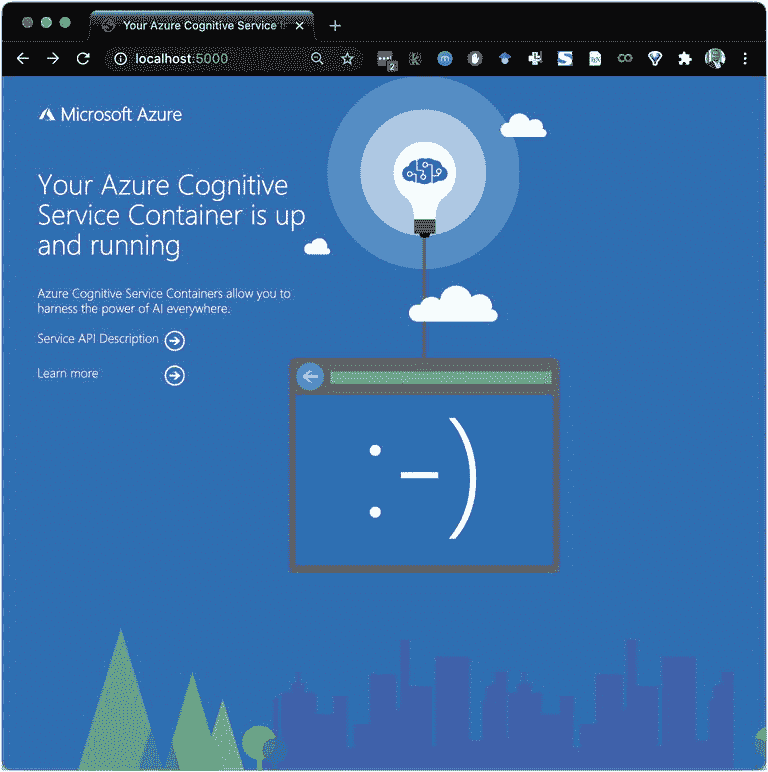 Your Azure Cognitive Service
localhost:5000
2
Microsoft Azure
Your Azure Cognitive
Service Container is up
and running
Azure Cognitive Service Containers allow you to
harness the power of AI everywhere.
Service API Description
Learn more
:-)